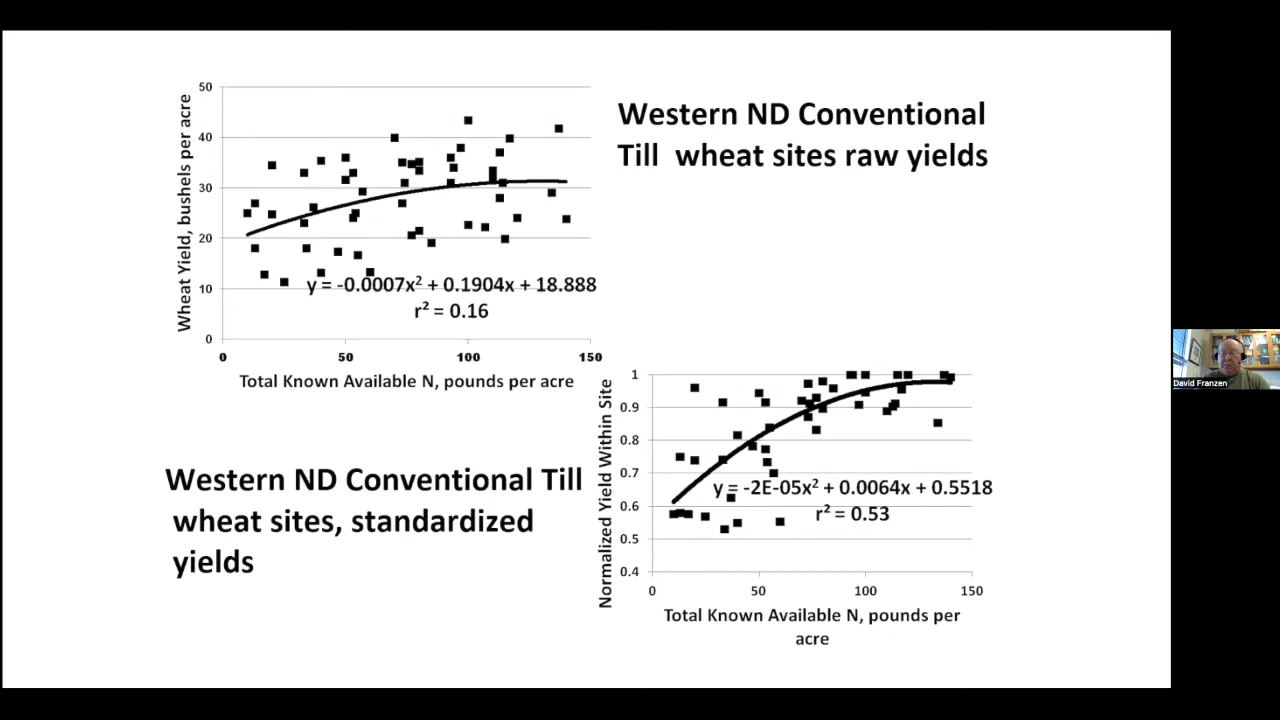 Western ND Conventional
Till wheat sites raw yields
Wheat Yield, bushels per acre
50
40
30
20
10
0
y = -0.0007x² + 0.1904x + 18.888
r² = 0.16
0 50 100 150
Total Known Available N, pounds per acre
Western ND Conventional Till
wheat sites, standardized
yields
Normalized Yield Within Site
1
0.9
0.8
0.7
0.6
0.5
0.4
y = -2E-05x² + 0.0064x + 0.5518
r² = 0.53
0 50 100 150
Total Known Available N, pounds per
acre
David Franzen